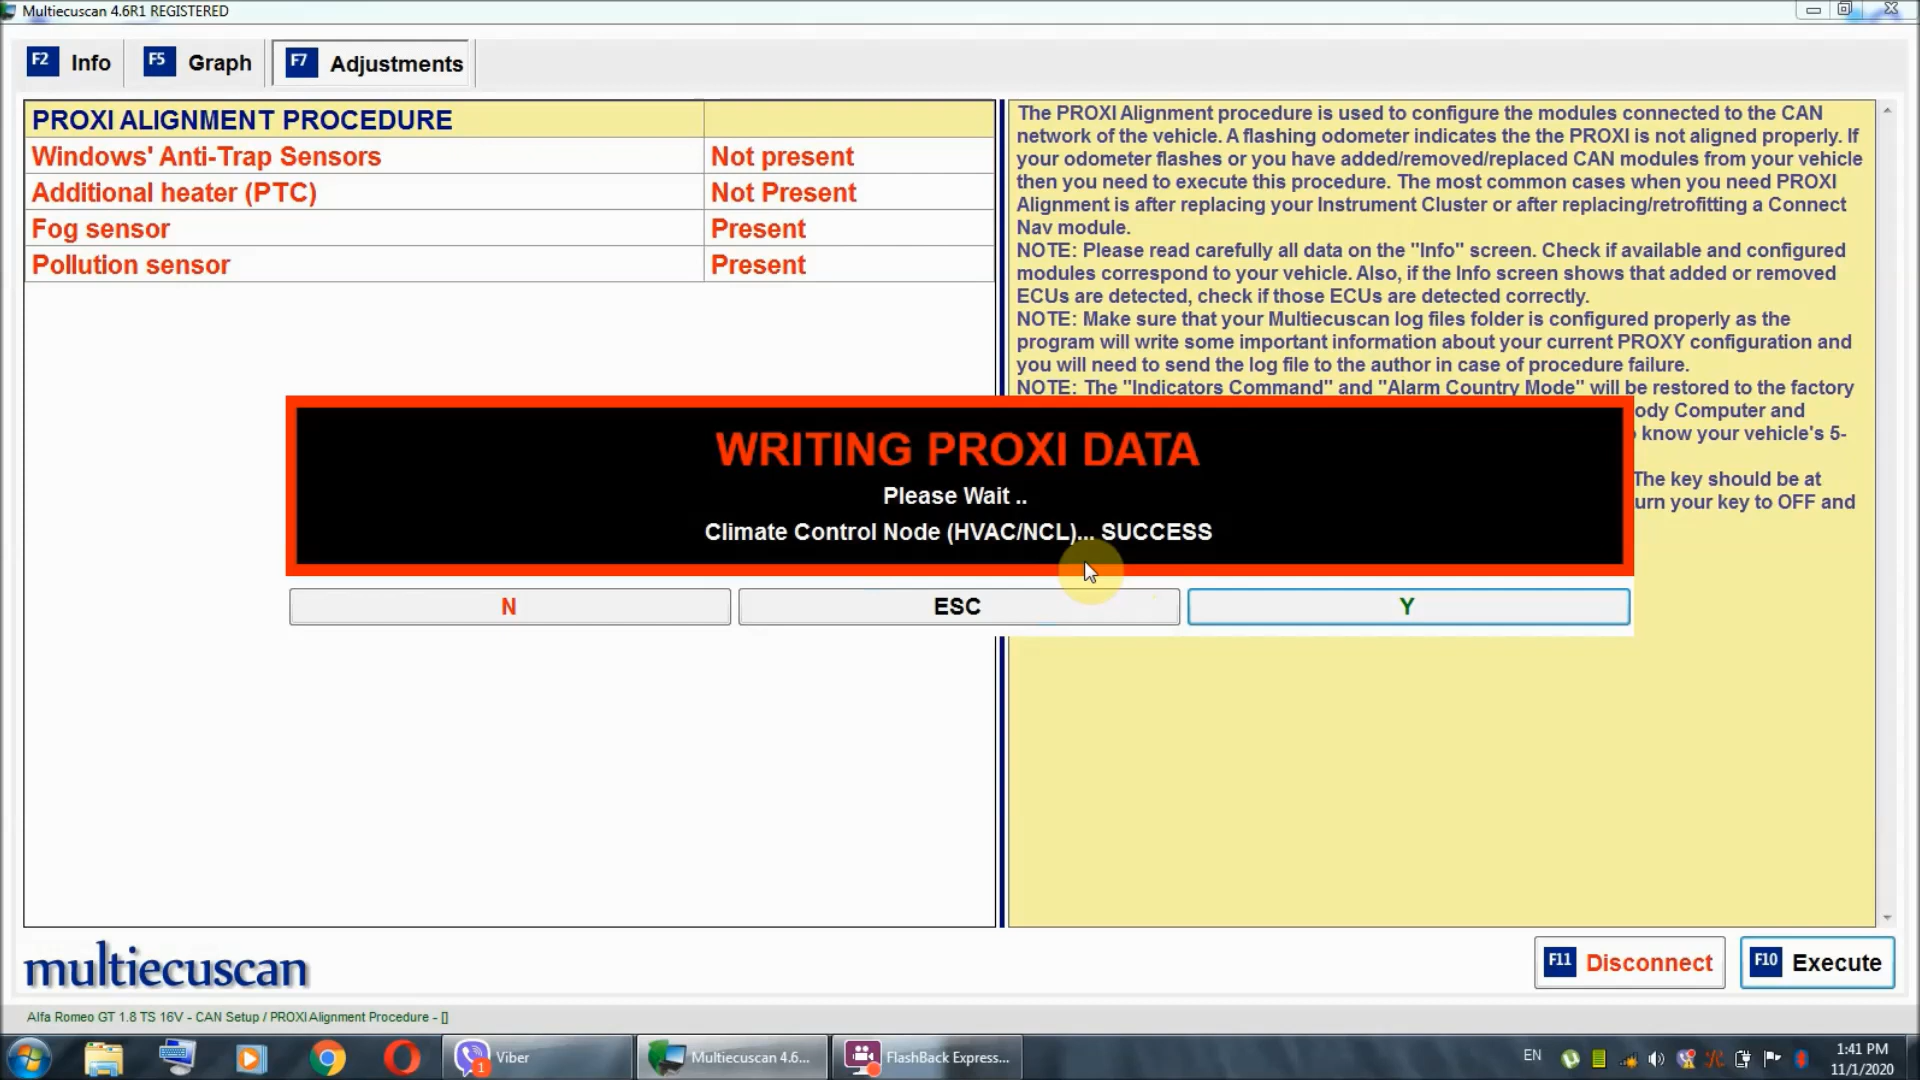 Multiecuscan 4.6R1 REGISTERED
F2 Info F5 Graph F7 Adjustments
PROXI ALIGNMENT PROCEDURE
Windows' Anti-Trap Sensors Not present
Additional heater (PTC) Not Present
Fog sensor Present
Pollution sensor Present
The PROXI Alignment procedure is used to configure the modules connected to the CAN
network of the vehicle. A flashing odometer indicates the the PROXI is not aligned properly. If
your odometer flashes or you have added/removed/replaced CAN modules from your vehicle
then you need to execute this procedure. The most common cases when you need PROXI
Alignment is after replacing your Instrument Cluster or after replacing/retrofitting a Connect
Nav module.
NOTE: Please read carefully all data on the "Info" screen. Check if available and configured
modules correspond to your vehicle. Also, if the Info screen shows that added or removed
ECUs are detected, check if those ECUs are detected correctly.
NOTE: Make sure that your Multiecuscan log files folder is configured properly as the
program will write some important information about your current PROXY configuration and
you will need to send the log file to the author in case of procedure failure.
NOTE: The "Indicators Command" and "Alarm Country Mode" will be restored to the factory
ody Computer and
know your vehicle's 5-
The key should be at
urn your key to OFF and
WRITING PROXI DATA
Please Wait ..
Climate Control Node (HVAC/NCL)... SUCCESS
N ESC Y
multiecuscan
F11 Disconnect F10 Execute
Alfa Romeo GT 1.8 TS 16V - CAN Setup / PROXI Alignment Procedure - []
1 Viber Multiecuscan 4.6... FlashBack Express... EN 1:41 PM
11/1/2020